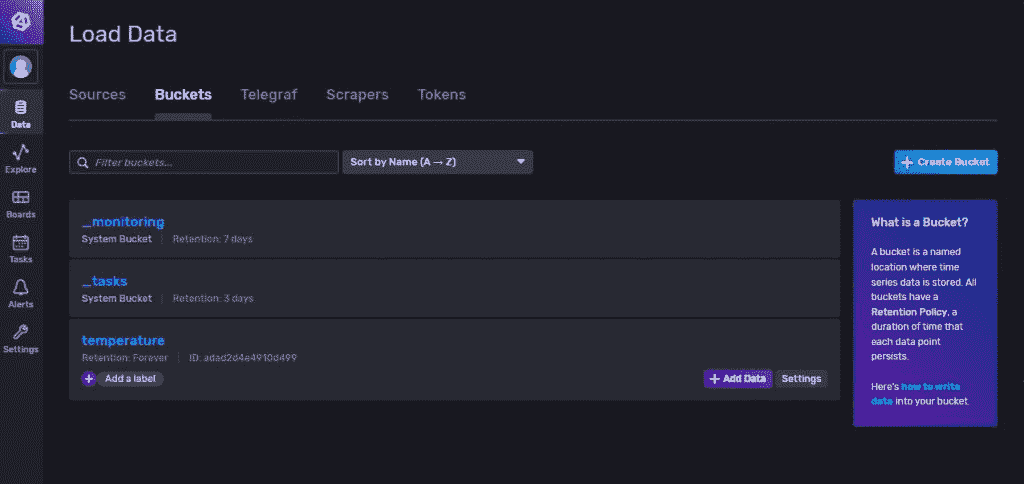 Load Data
Sources
Buckets
Telegraf
Scrapers
Tokens
Data
Explore
Boards
Tasks
Alerts
Settings
Filter buckets...
Sort by Name (A → Z)
+ Create Bucket
_monitoring
System Bucket | Retention: 7 days
_tasks
System Bucket | Retention: 3 days
temperature
Retention: Forever | ID: adad2d4e4910d499
+ Add a label
+ Add Data
Settings
What is a Bucket?
A bucket is a named
location where time
series data is stored. All
buckets have a
Retention Policy, a
duration of time that
each data point
persists.
Here's how to write
data into your bucket.